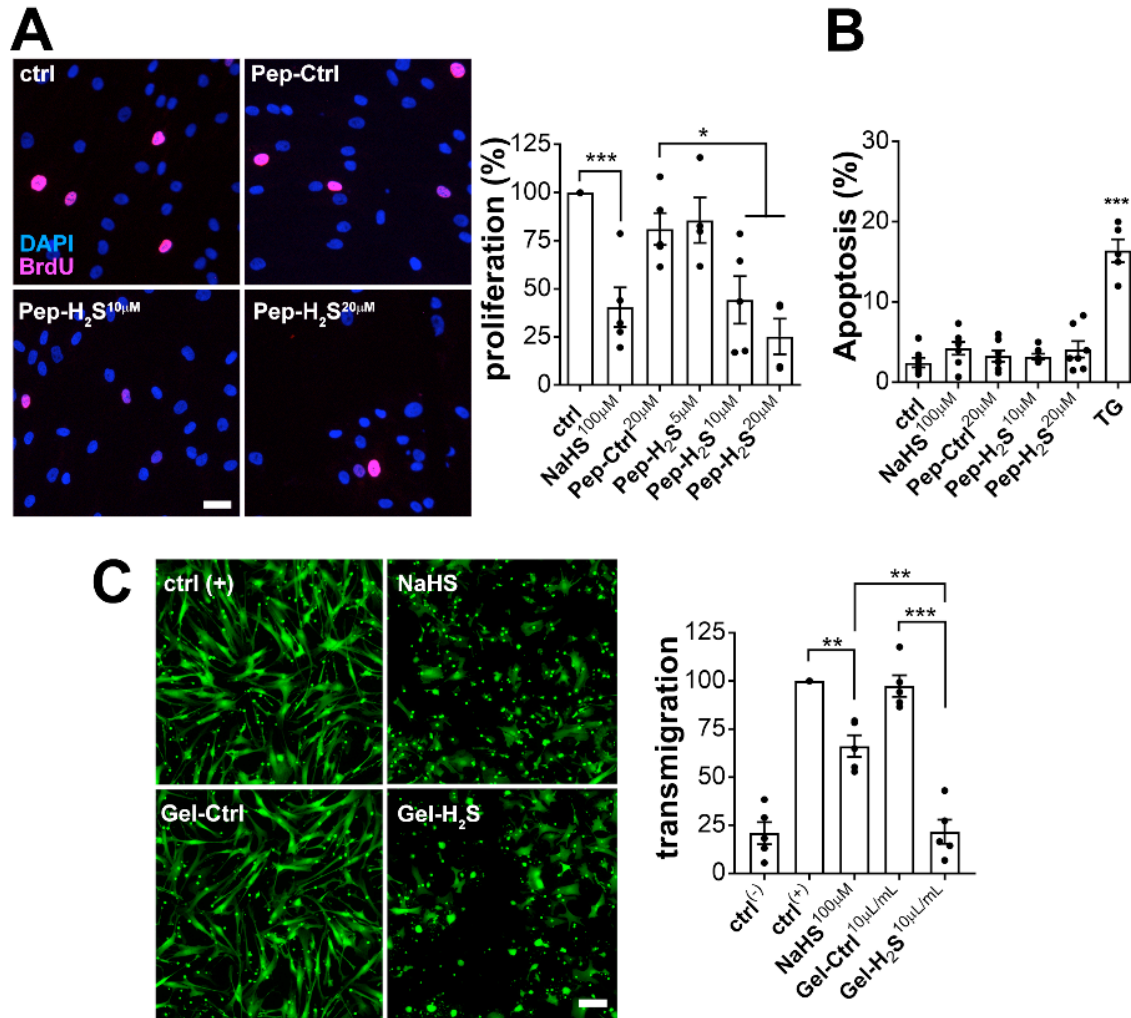 A
B
ctrl
Pep-Ctrl
DAPI
BrdU
Pep-H₂S¹⁰μᴹ
Pep-H₂S²⁰μᴹ
proliferation (%)
125
100
75
50
25
0
***
*
ctrl
NaHS¹⁰⁰μᴹ
Pep-Ctrl²⁰μᴹ
Pep-H₂S⁵μᴹ
Pep-H₂S¹⁰μᴹ
Pep-H₂S²⁰μᴹ
Apoptosis (%)
30
20
10
0
***
ctrl
NaHS¹⁰⁰μᴹ
Pep-Ctrl²⁰μᴹ
Pep-H₂S¹⁰μᴹ
Pep-H₂S²⁰μᴹ
TG
C
ctrl (+)
NaHS
Gel-Ctrl
Gel-H₂S
transmigration
125
100
75
50
25
0
**
**
***
ctrl⁽⁻⁾
ctrl⁽⁺⁾
NaHS¹⁰⁰μᴹ
Gel-Ctrl¹⁰μᴸ/ᵐᴸ
Gel-H₂S¹⁰μᴸ/ᵐᴸ